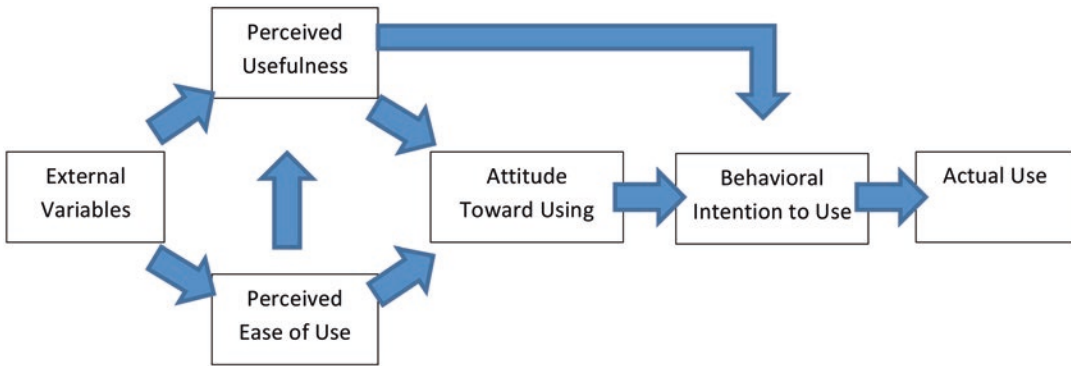 Perceived
Usefulness
External
Variables
Attitude
Toward Using
Behavioral
Intention to Use
Actual Use
Perceived
Ease of Use